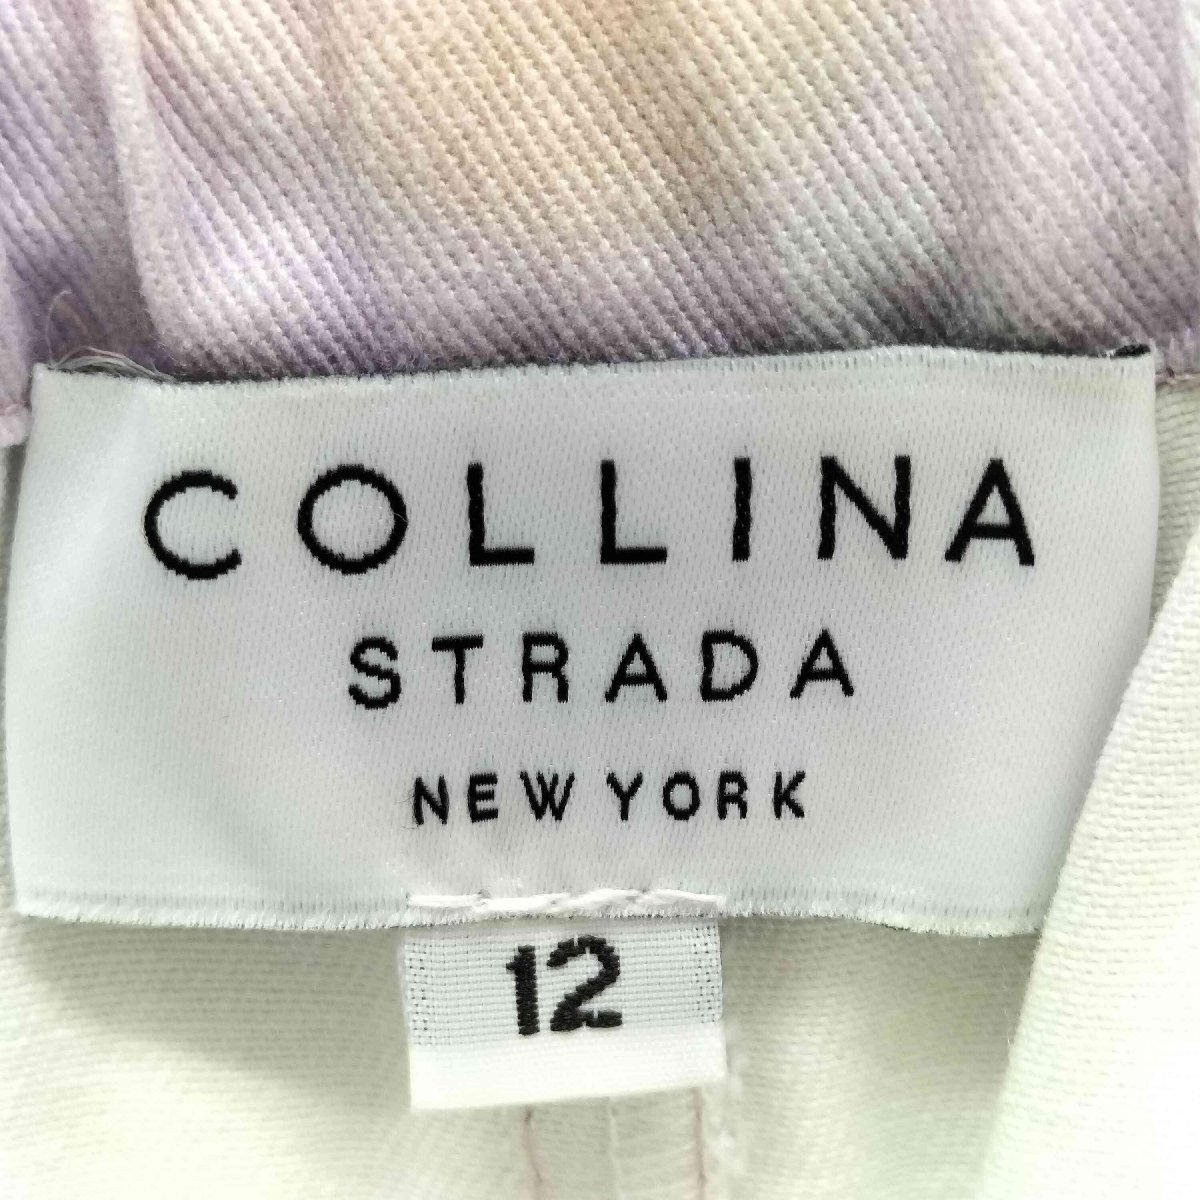 COLLINA
STRADA
NEW YORK
12